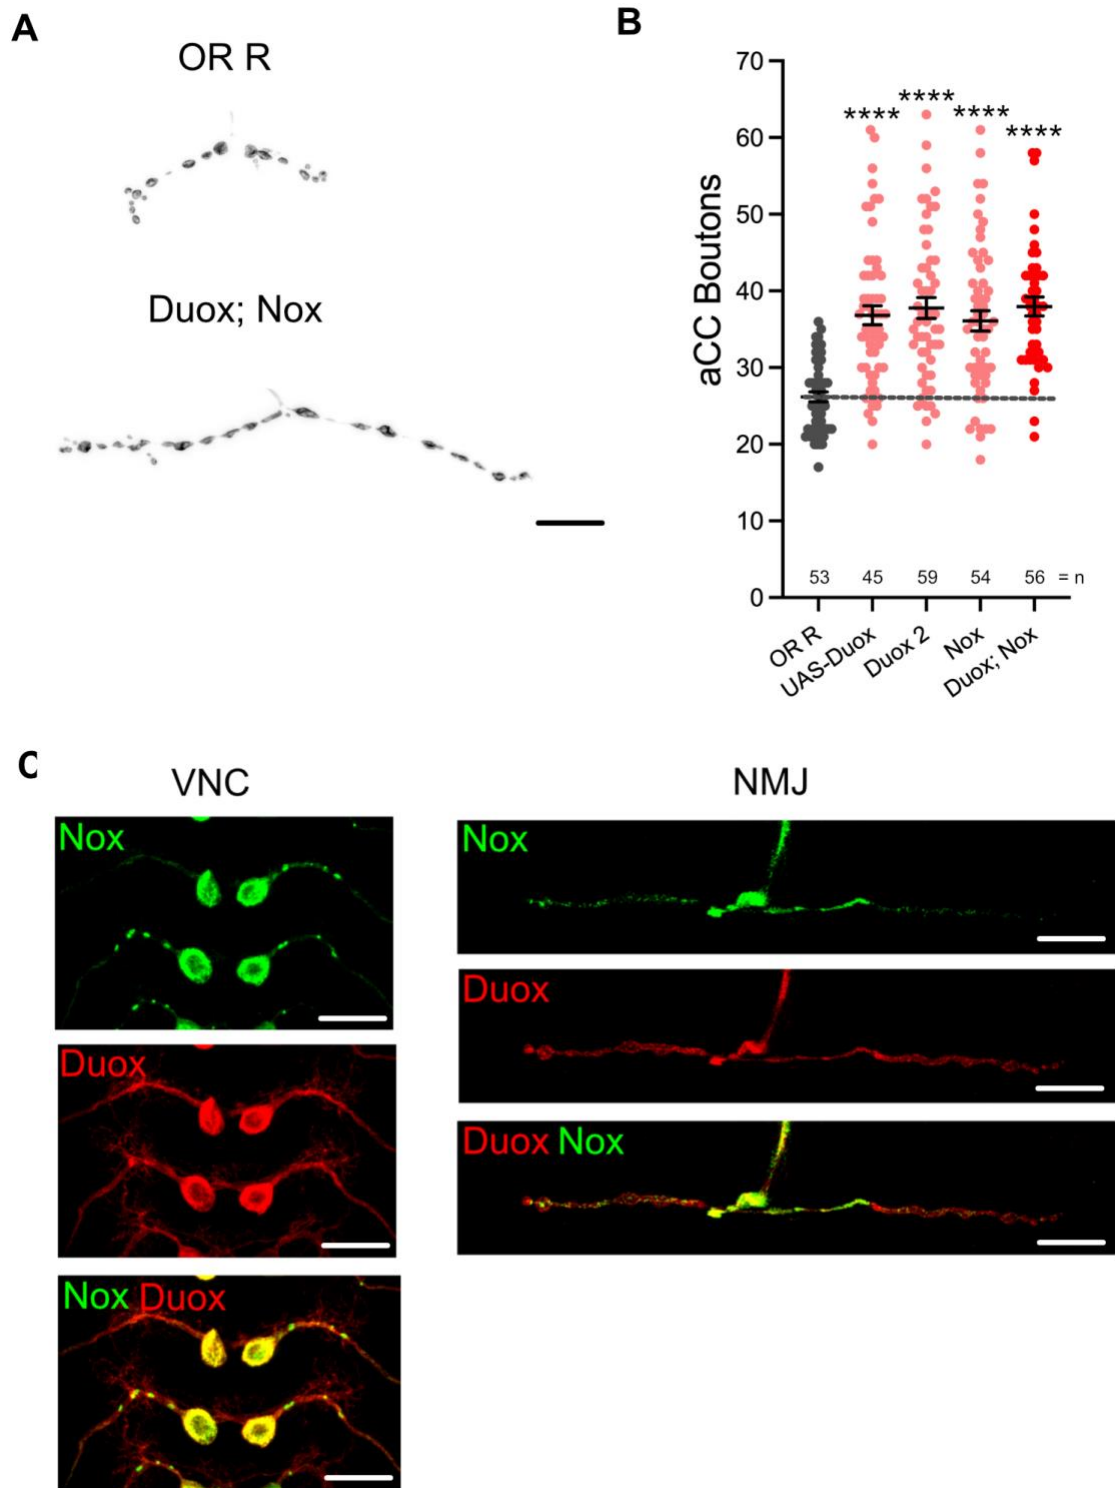 A
OR R
Duox; Nox
B
aCC Boutons
70
60
50
40
30
20
10
0
****
****
****
****
53 45 59 54 56 = n
OR R
UAS-Duox
Duox 2
Nox
Duox; Nox
C
VNC
Nox
Duox
Nox Duox
NMJ
Nox
Duox
Duox Nox